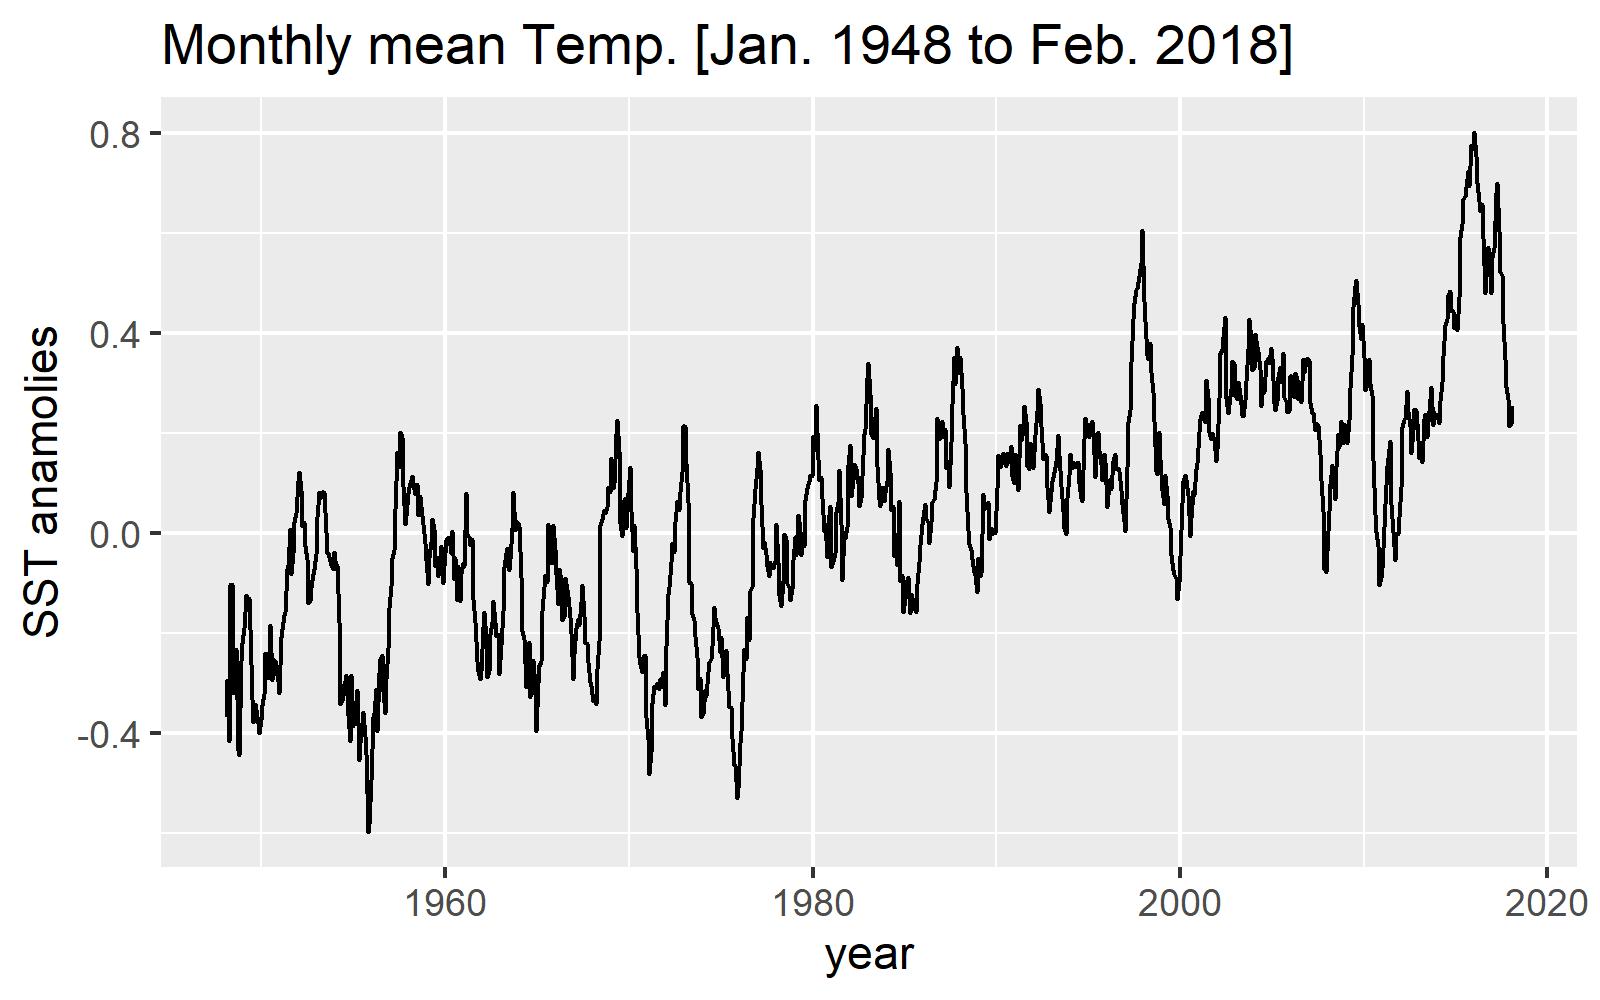 Monthly mean Temp. [Jan. 1948 to Feb. 2018]
SST anamolies
0.8
0.4
0.0
-0.4
1960 1980 2000 2020
year